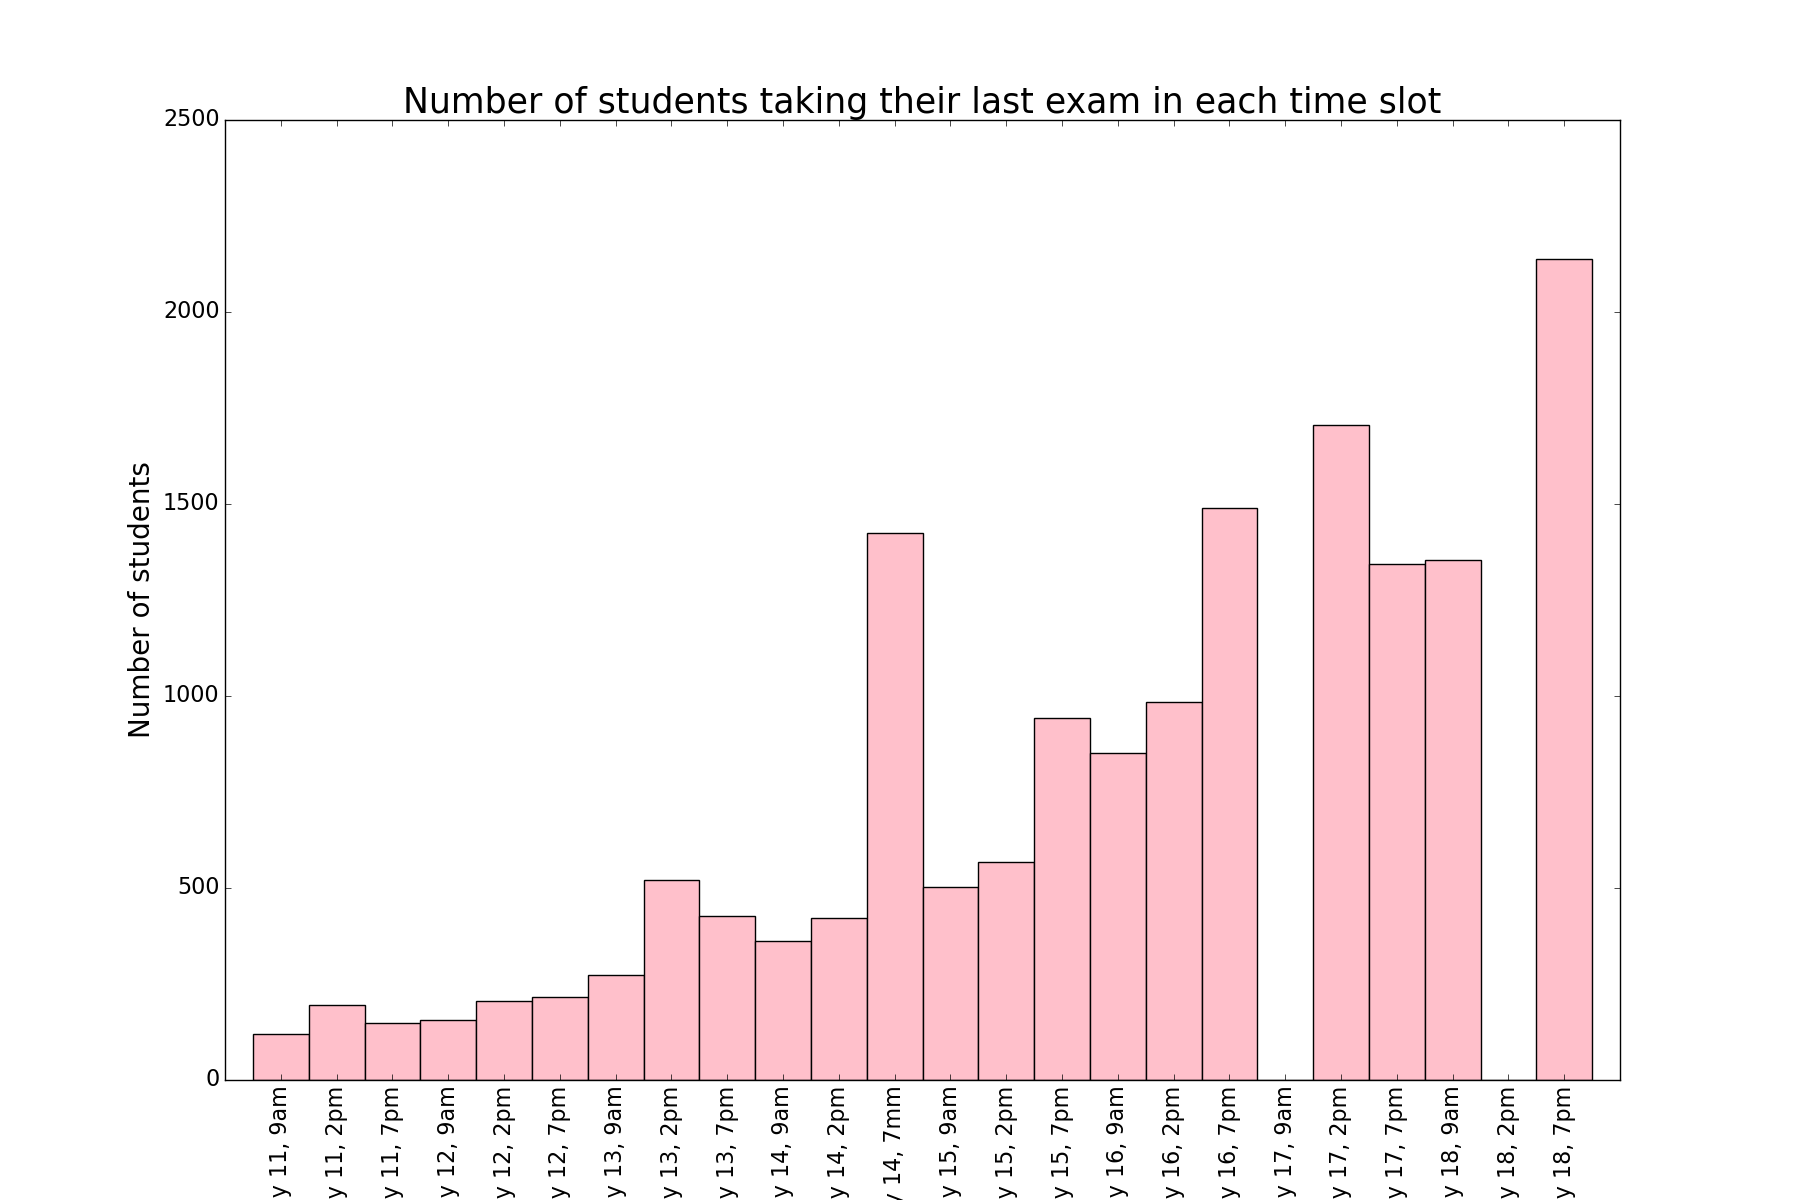 Number of students taking their last exam in each time slot
Number of students
2500
2000
1500
1000
500
0
y 11, 9am
y 11, 2pm
y 11, 7pm
y 12, 9am
y 12, 2pm
y 12, 7pm
y 13, 9am
y 13, 2pm
y 13, 7pm
y 14, 9am
y 14, 2pm
y 14, 7mm
y 15, 9am
y 15, 2pm
y 15, 7pm
y 16, 9am
y 16, 2pm
y 16, 7pm
y 17, 9am
y 17, 2pm
y 17, 7pm
y 18, 9am
y 18, 2pm
y 18, 7pm